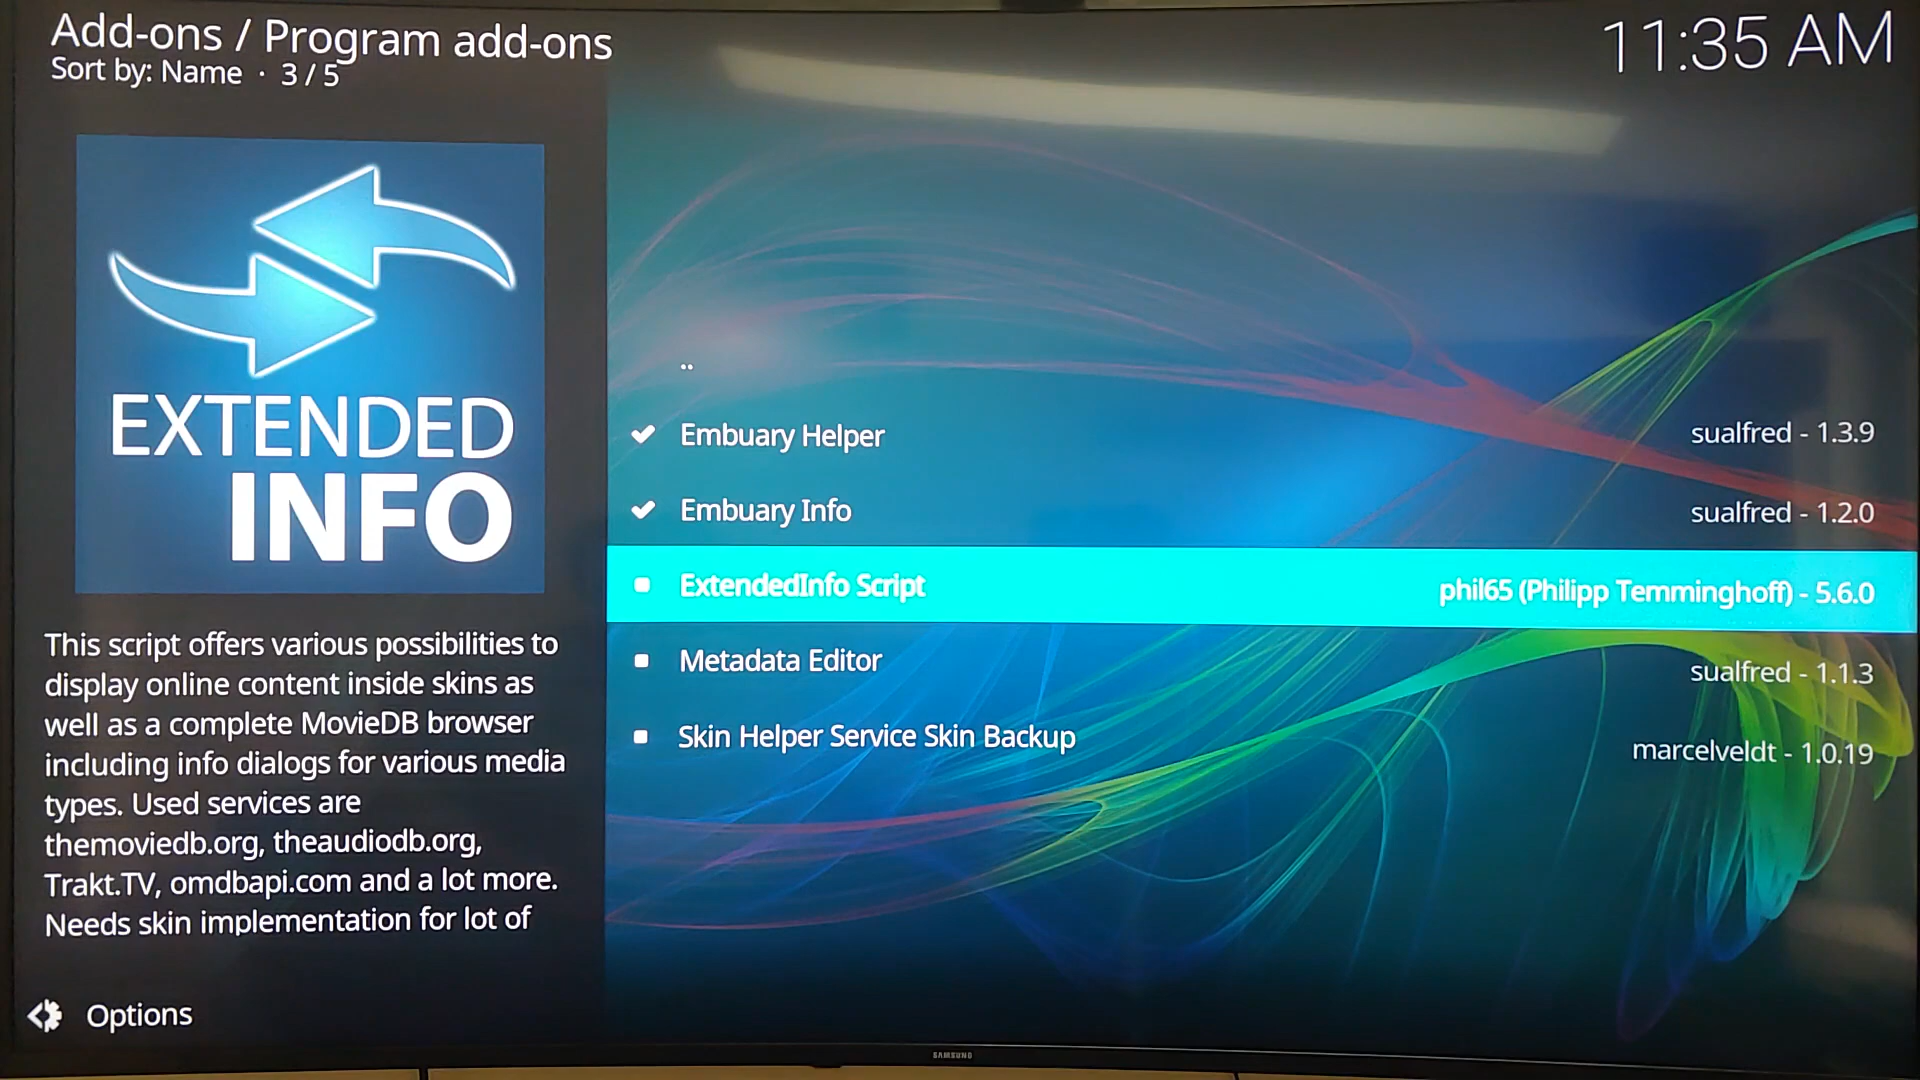 Add-ons / Program add-ons
Sort by: Name · 3 / 5
11:35 AM
EXTENDED
INFO
This script offers various possibilities to
display online content inside skins as
well as a complete MovieDB browser
including info dialogs for various media
types. Used services are
themoviedb.org, theaudiodb.org,
Trakt.TV, omdbapi.com and a lot more.
Needs skin implementation for lot of
Options
..
Embuary Helper sualfred - 1.3.9
Embuary Info sualfred - 1.2.0
ExtendedInfo Script phil65 (Philipp Temminghoff) - 5.6.0
Metadata Editor sualfred - 1.1.3
Skin Helper Service Skin Backup marcelveldt - 1.0.19
SAMSUNG